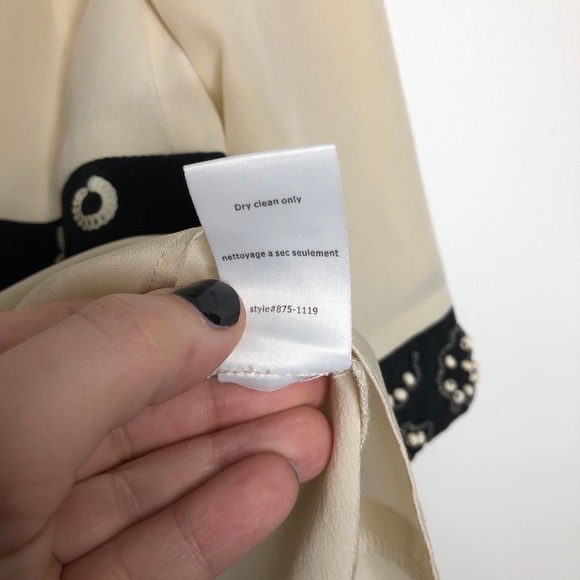 Dry clean only
nettoyage a sec seulement
style#875-1119